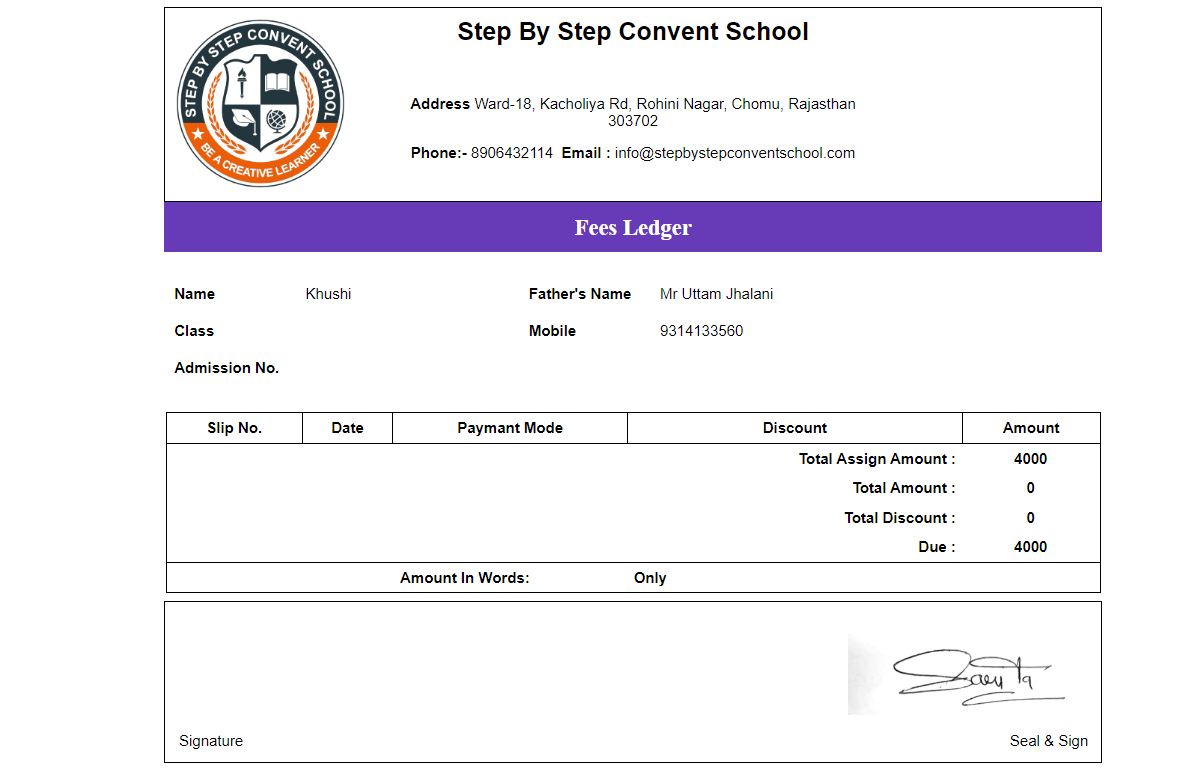 STEP BY STEP CONVENT SCHOOL
BE A CREATIVE LEARNER
Step By Step Convent School
Address Ward-18, Kacholiya Rd, Rohini Nagar, Chomu, Rajasthan
303702
Phone:- 8906432114 Email : info@stepbystepconventschool.com
Fees Ledger
Name Khushi Father's Name Mr Uttam Jhalani
Class Mobile 9314133560
Admission No.
Slip No. Date Paymant Mode Discount Amount
Total Assign Amount : 4000
Total Amount : 0
Total Discount : 0
Due : 4000
Amount In Words: Only
Signature Seal & Sign